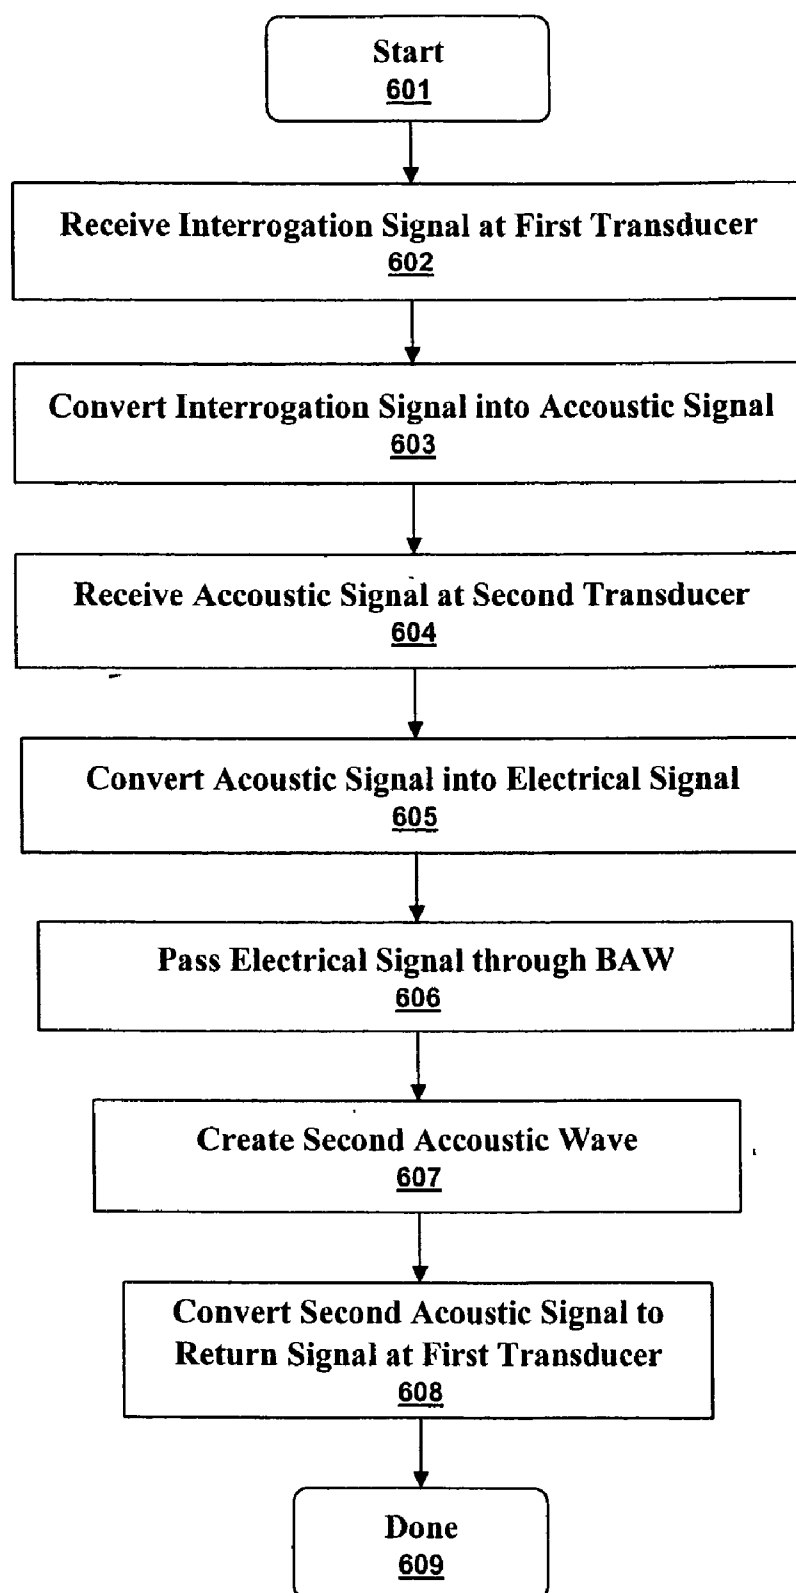 Start
601
Receive Interrogation Signal at First Transducer
602
Convert Interrogation Signal into Accoustic Signal
603
Receive Accoustic Signal at Second Transducer
604
Convert Acoustic Signal into Electrical Signal
605
Pass Electrical Signal through BAW
606
Create Second Accoustic Wave
607
Convert Second Acoustic Signal to
Return Signal at First Transducer
608
Done
609